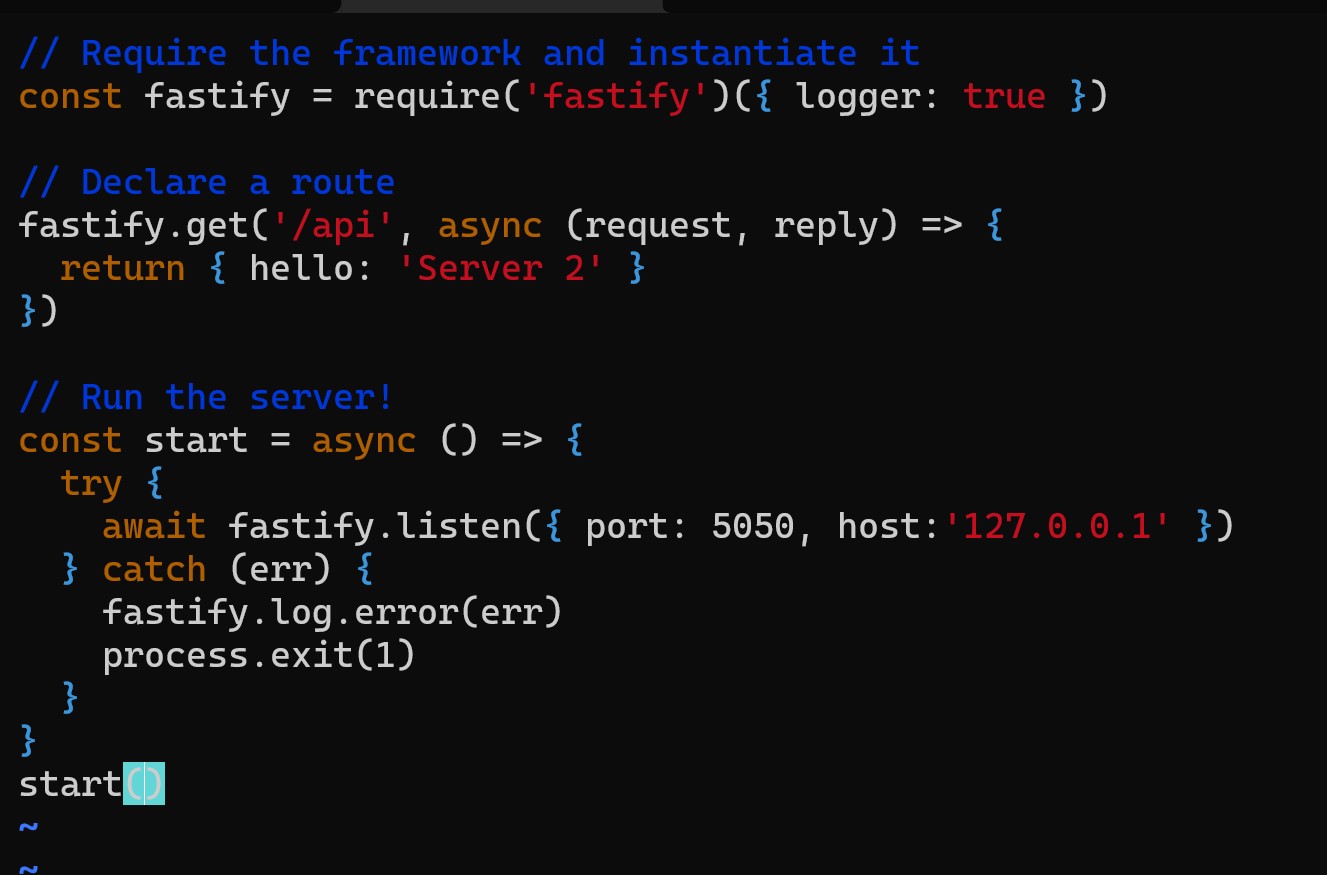 // Require the framework and instantiate it
const fastify = require('fastify')({ logger: true })

// Declare a route
fastify.get('/api', async (request, reply) => {
  return { hello: 'Server 2' }
})

// Run the server!
const start = async () => {
  try {
    await fastify.listen({ port: 5050, host:'127.0.0.1' })
  } catch (err) {
    fastify.log.error(err)
    process.exit(1)
  }
}
start()
~
~